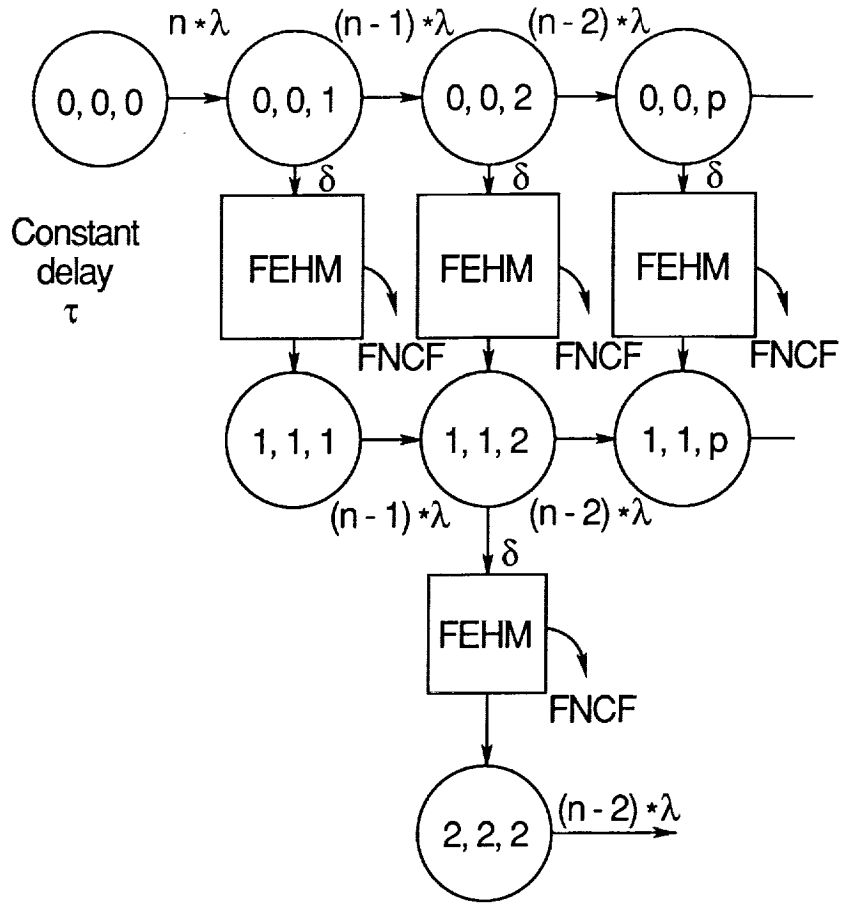 n*λ (n - 1)*λ (n - 2)*λ
0, 0, 0 0, 0, 1 0, 0, 2 0, 0, p
δ δ δ
Constant
delay
τ
FEHM FEHM FEHM
FNCF FNCF FNCF
1, 1, 1 1, 1, 2 1, 1, p
(n - 1)*λ (n - 2)*λ
δ
FEHM
FNCF
2, 2, 2 (n - 2)*λ